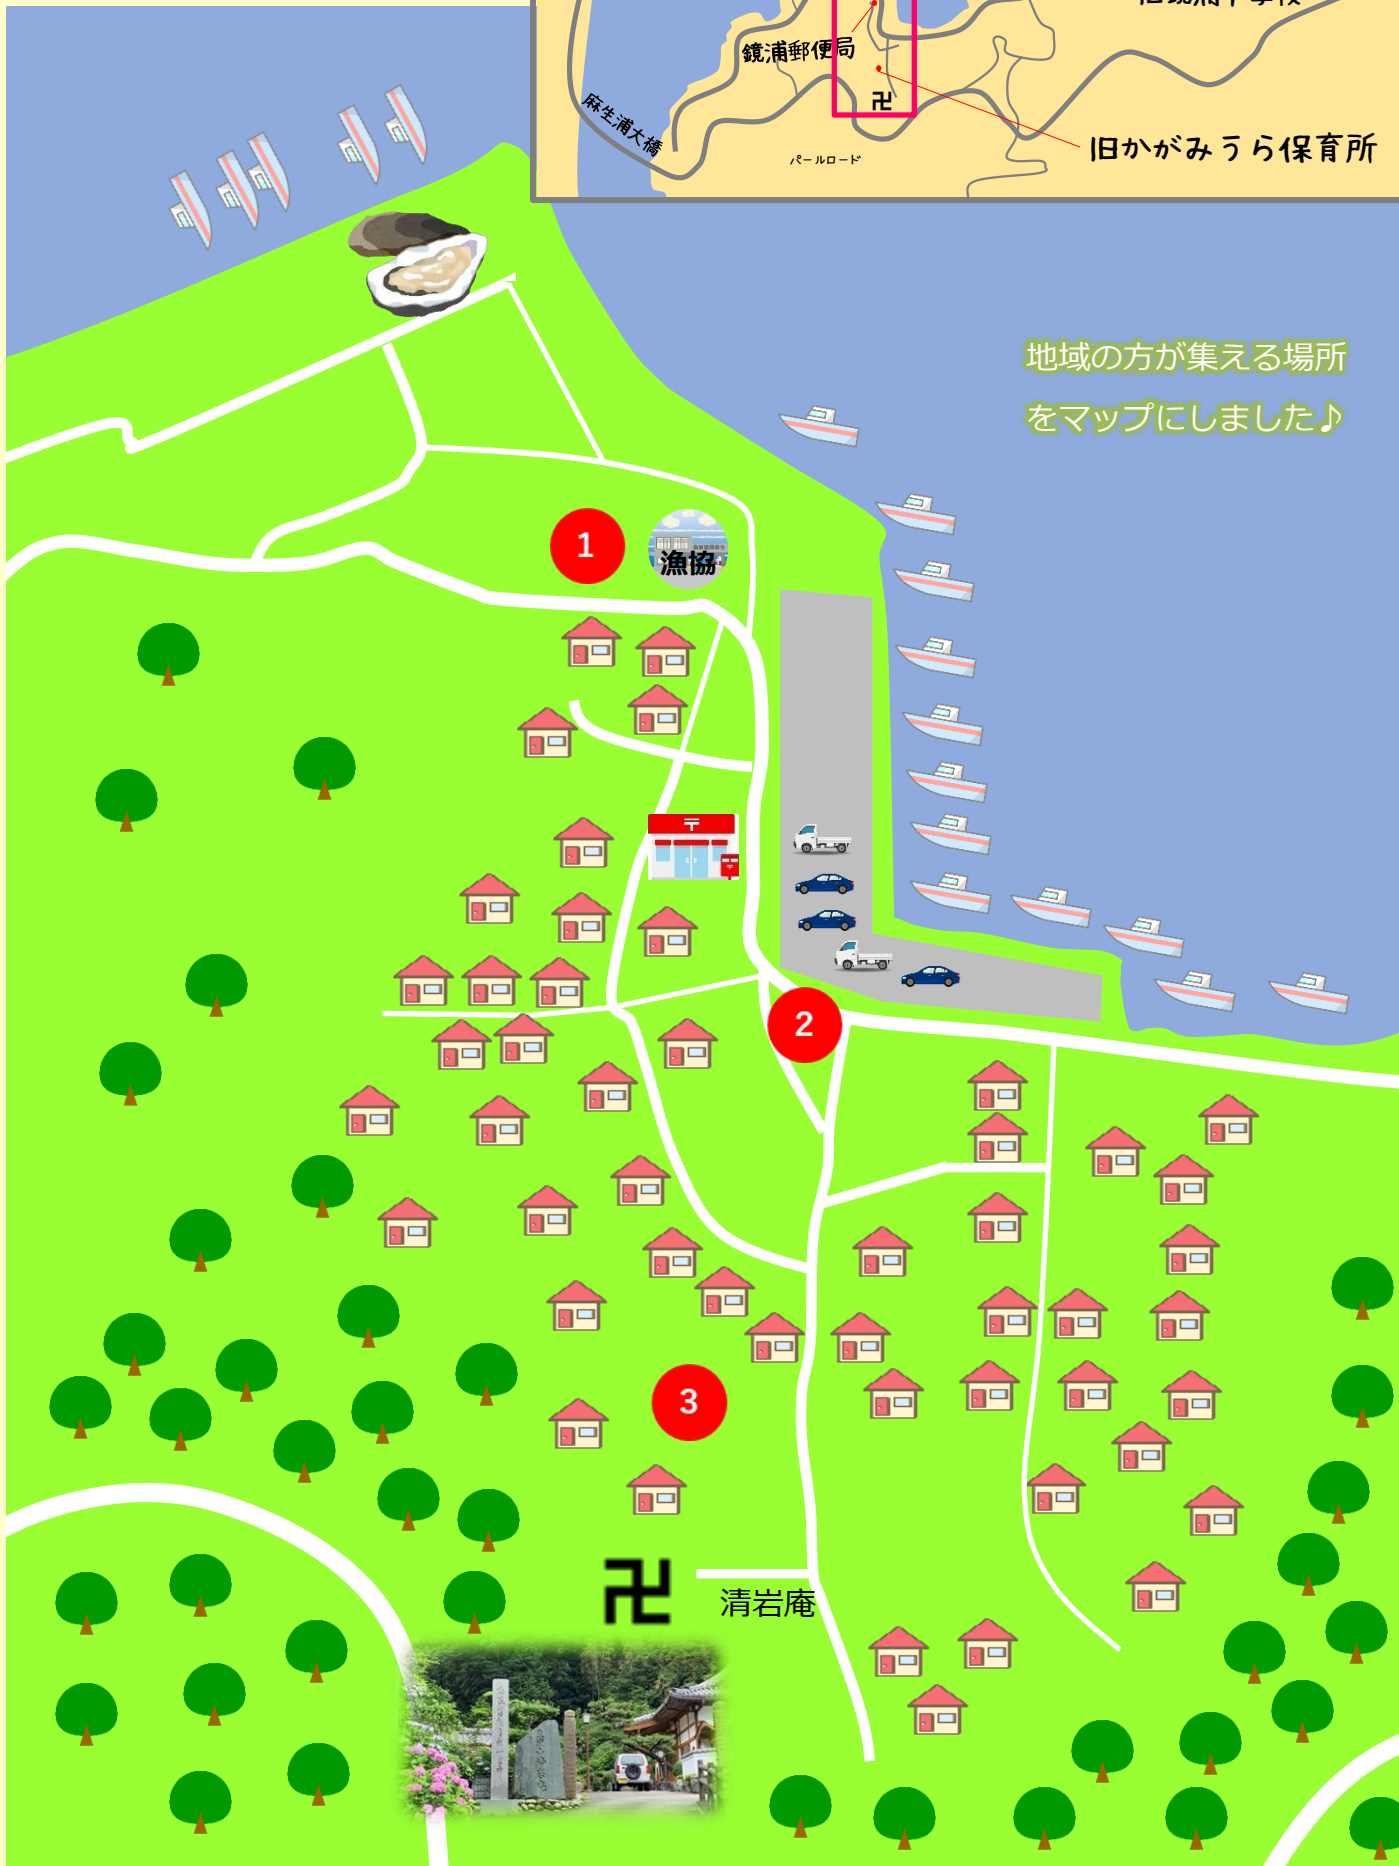 鏡浦郵便局
卍
麻生浦大橋
パールロード
旧かがみうら保育所
地域の方が集える場所
をマップにしました♪
1
漁協
〒
2
3
卍
清岩庵